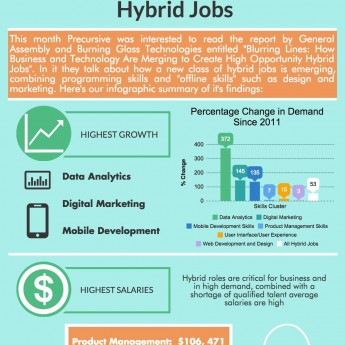 Hybrid Jobs
This month Precursive was interested to read the report by General
Assembly and Burning Glass Technologies entitled "Blurring Lines: How
Business and Technology Are Merging to Create High Opportunity Hybrid
Jobs". In it they talk about how a new class of hybrid jobs is emerging,
combining programming skills and "offline skills" such as design and
marketing. Here's our infographic summary of it's findings:
HIGHEST GROWTH
Data Analytics
Digital Marketing
Mobile Development
Percentage Change in Demand
Since 2011
% Change
400
300
200
100
0
372
145
135
7
15
3
53
Skills Cluster
Data Analytics
Digital Marketing
Mobile Development Skills
Product Management Skills
User Interface/User Experience
Web Development and Design
All Hybrid Jobs
$
HIGHEST SALARIES
Hybrid roles are critical for business and
in high demand, combined with a
shortage of qualified talent average
salaries are high
Product Management: $106, 471